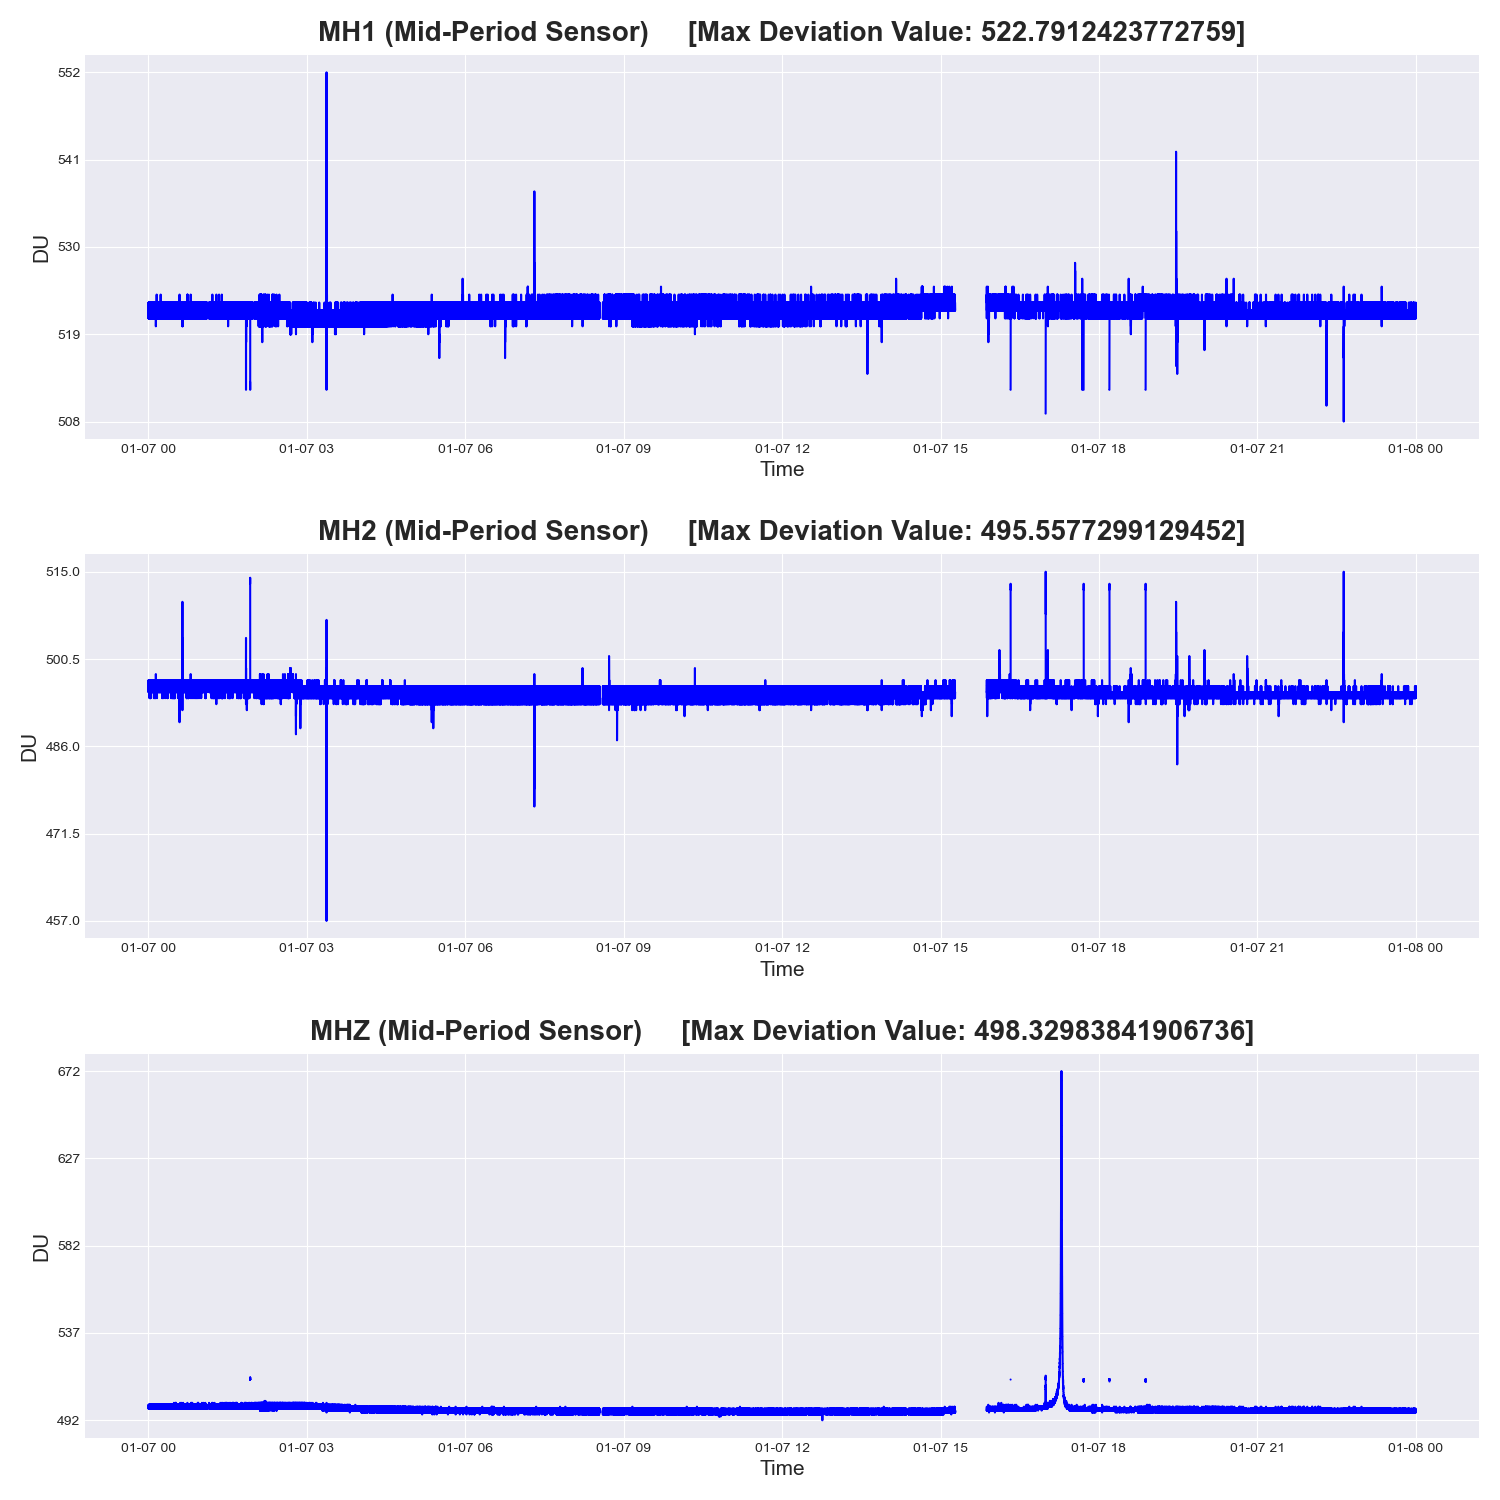 MH1 (Mid-Period Sensor) [Max Deviation Value: 522.7912423772759]
552
541
530
519
508
DU
01-07 00 01-07 03 01-07 06 01-07 09 01-07 12 01-07 15 01-07 18 01-07 21 01-08 00
Time
MH2 (Mid-Period Sensor) [Max Deviation Value: 495.5577299129452]
515.0
500.5
486.0
471.5
457.0
DU
01-07 00 01-07 03 01-07 06 01-07 09 01-07 12 01-07 15 01-07 18 01-07 21 01-08 00
Time
MHZ (Mid-Period Sensor) [Max Deviation Value: 498.32983841906736]
672
627
582
537
492
DU
01-07 00 01-07 03 01-07 06 01-07 09 01-07 12 01-07 15 01-07 18 01-07 21 01-08 00
Time